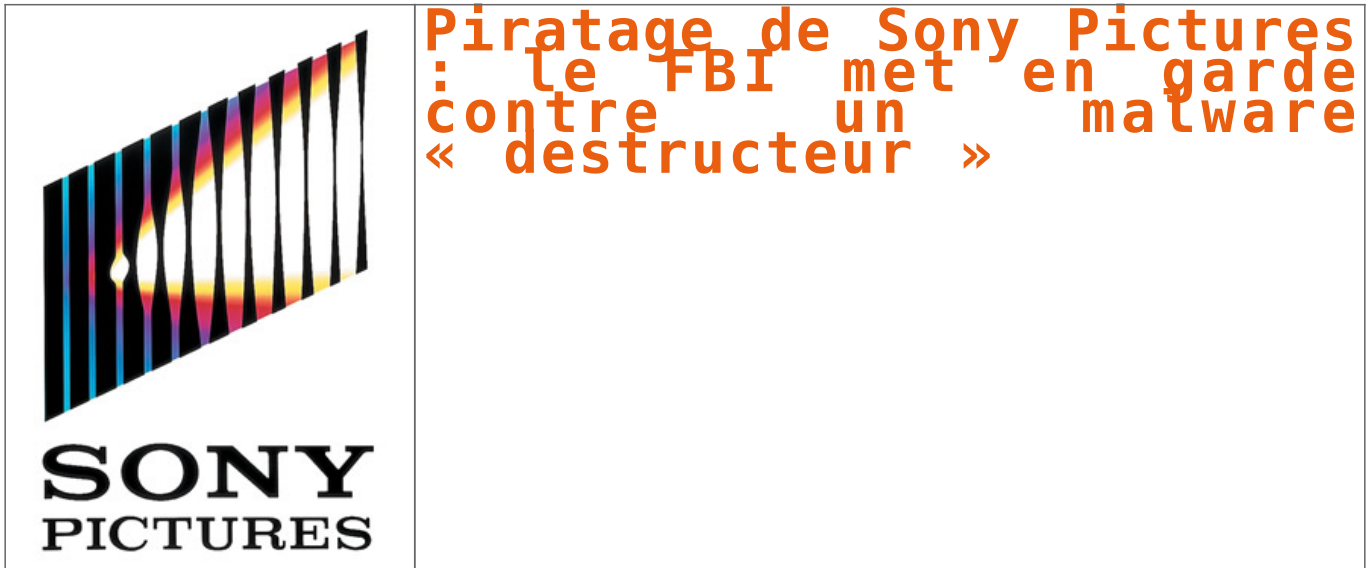 Piratage de Sony Pictures
: le FBI met en garde
contre un malware
« destructeur »
SONY
PICTURES